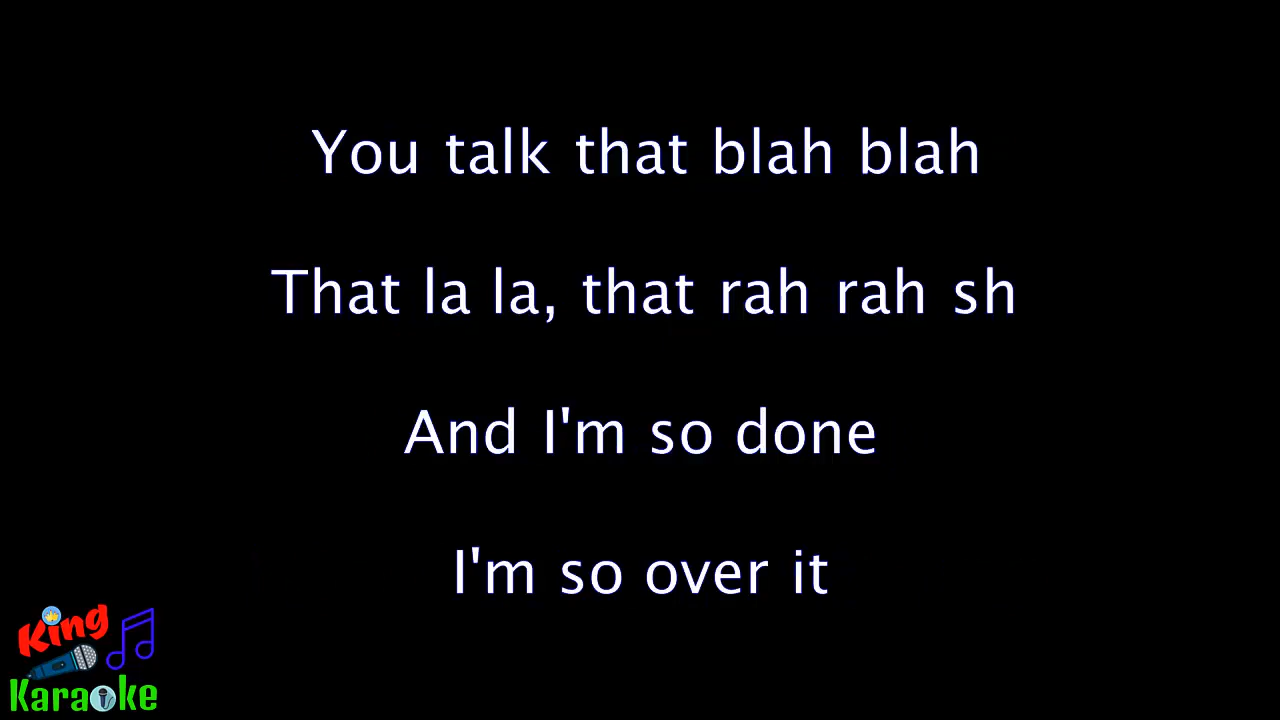 You talk that blah blah
That la la, that rah rah sh
And I'm so done
I'm so over it
King
Karaoke